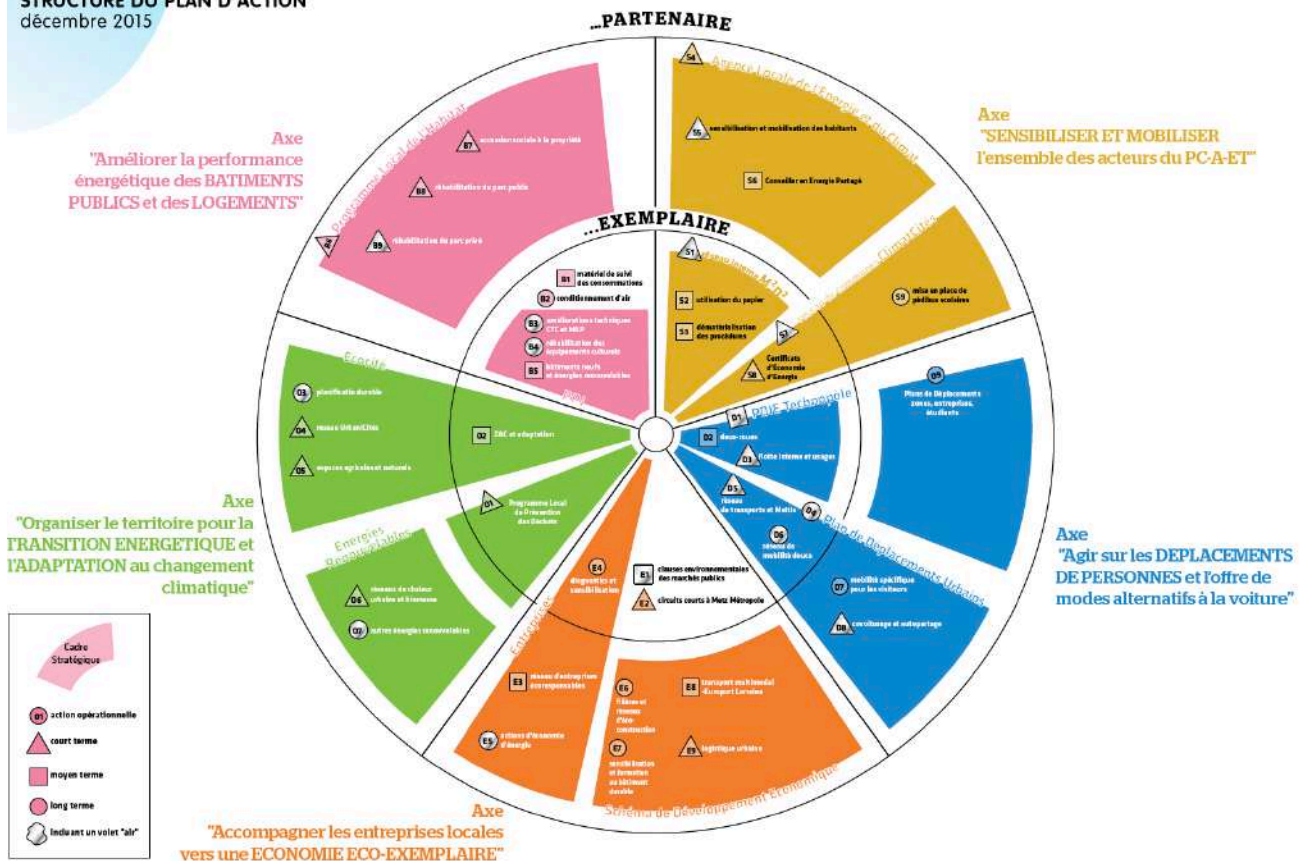 STRUCTURE DU PLAN D'ACTION
décembre 2015
...PARTENAIRE
...EXEMPLAIRE
Axe
"Améliorer la performance
énergétique des BATIMENTS
PUBLICS et des LOGEMENTS"
Programme Local de l'Habitat
B7 accession sociale à la propriété
B8 réhabilitation du parc public
B9 réhabilitation du parc privé
B1 matériel de suivi
des consommations
B2 conditionnement d'air
B3 améliorations techniques
B4 réhabilitation des
équipements culturels
B5 bâtiments neufs
et énergies renouvelables
Axe
"SENSIBILISER ET MOBILISER
l'ensemble des acteurs du PC-A-ET"
S4
Agence Locale de l'Energie et du Climat
S5 sensibilisation et mobilisation des habitants
S6 Conseiller en Energie Partagé
S1
S2 utilisation du papier
S3 dématérialisation
des procédures
S7
ClimatCités
S8 Certificats
d'Économie
d'Energie
S9 mise en place de
pédibus scolaires
Axe
"Agir sur les DEPLACEMENTS
DE PERSONNES et l'offre de
modes alternatifs à la voiture"
D1 PDIE Technopole
D2 deux-roues
D3 flotte interne et usages
D9
Plans de Déplacements
zones, entreprises,
étudiants
D4 Plan de Deplacements Urbains
D5
réseau
de transports et Mettis
D6
réseau de
mobilité douce
D7 mobilité spécifique
pour les visiteurs
D8 covoiturage et autopartage
Axe
"Organiser le territoire pour la
TRANSITION ENERGETIQUE et
l'ADAPTATION au changement
climatique"
Ecocité
O3 planification durable
O4 réseau UrbaniCités
O5 espaces agricoles et naturels
O2 et adaptation
O1 Programme Local
de Prévention
des Déchets
Energies
Renouvelables
O6 réseaux de chaleur
urbains et biomasse
O7 autres énergies renouvelables
Axe
"Accompagner les entreprises locales
vers une ECONOMIE ECO-EXEMPLAIRE"
E1 clauses environnementales
des marchés publics
E2 circuits courts à Metz Métropole
Entreprises
E4
diagnostics et
sensibilisation
E3 réseau d'entreprises
écoresponsables
E5 actions d'économie
d'énergie
E6
filières et
réseaux
d'éco-
construction
E7
sensibilisation
et formation
au bâtiment
durable
E8 transport multimodal
-Europort Lorraine
E9 logistique urbaine
Schéma de Développement Economique
Cadre
Stratégique
01 action opérationnelle
court terme
moyen terme
long terme
incluant un volet "air"